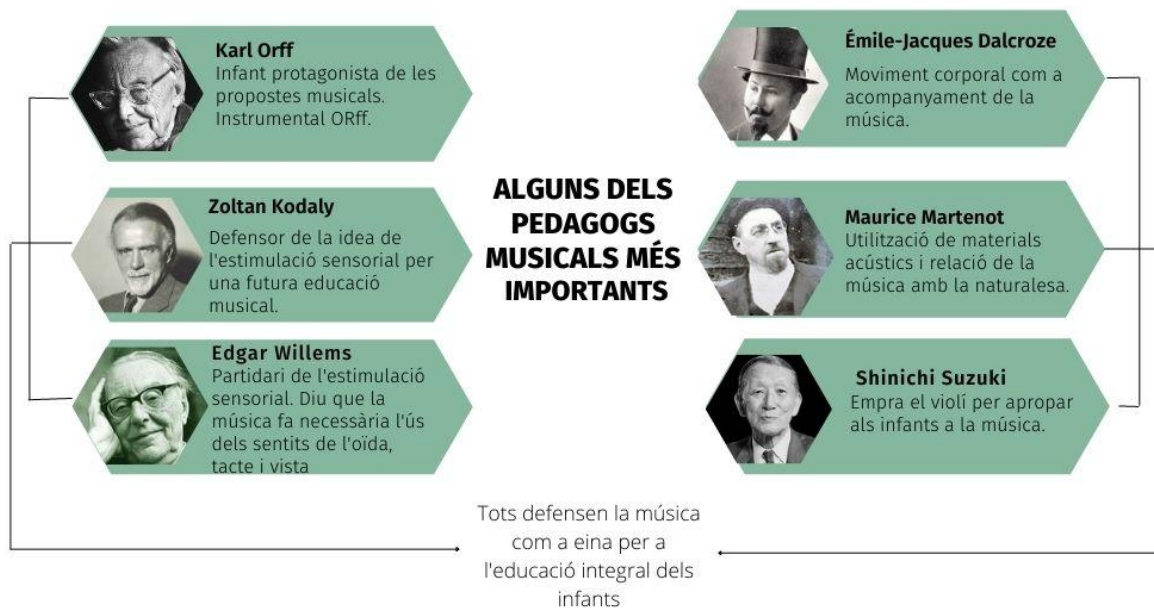 Karl Orff
Infant protagonista de les
propostes musicals.
Instrumental ORff.
Zoltan Kodaly
Defensor de la idea de
l'estimulació sensorial per
una futura educació
musical.
Edgar Willems
Partidari de l'estimulació
sensorial. Diu que la
música fa necessària l'ús
dels sentits de l'oïda,
tacte i vista
ALGUNS DELS
PEDAGOGS
MUSICALS MÉS
IMPORTANTS
Émile-Jacques Dalcroze
Moviment corporal com a
acompanyament de la
música.
Maurice Martenot
Utilització de materials
acústics i relació de la
música amb la naturalesa.
Shinichi Suzuki
Empra el violí per apropar
als infants a la música.
Tots defensen la música
com a eina per a
l'educació integral dels
infants